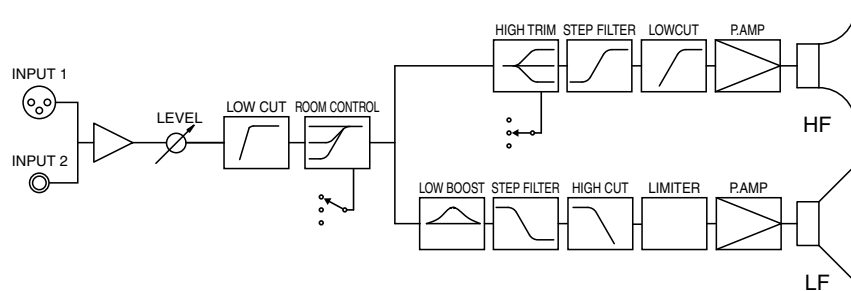 HIGH TRIM STEP FILTER LOWCUT P.AMP
INPUT 1
LEVEL
LOW CUT ROOM CONTROL
HF
INPUT 2
LOW BOOST STEP FILTER HIGH CUT LIMITER P.AMP
LF